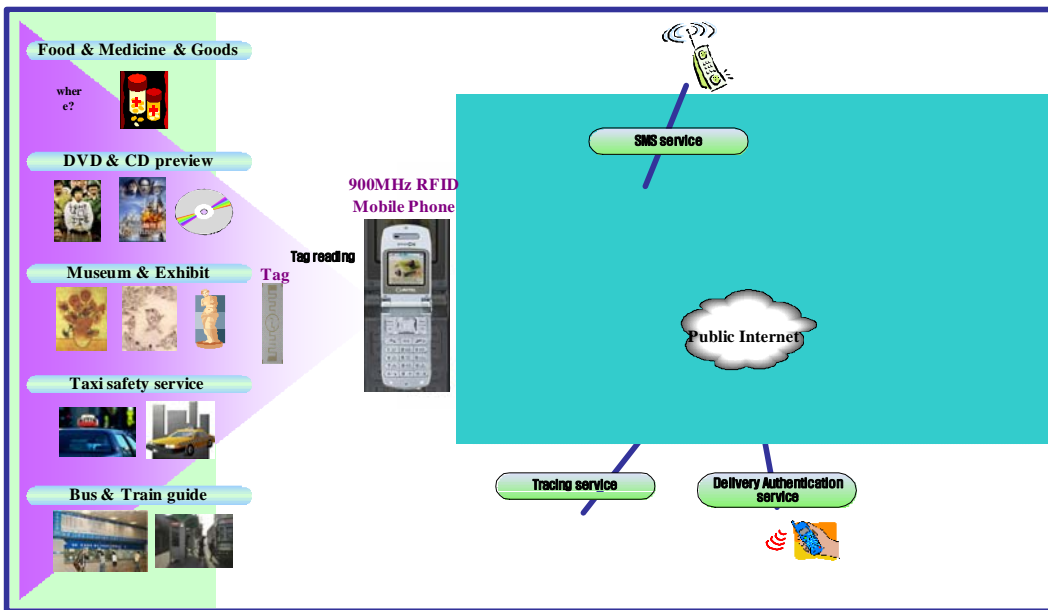 Food & Medicine & Goods
wher
e?
DVD & CD preview
900MHz RFID
Mobile Phone
Tag reading
Museum & Exhibit
Tag
Taxi safety service
Bus & Train guide
SMS service
Public Internet
Tracing service
Delivery Authentication
service